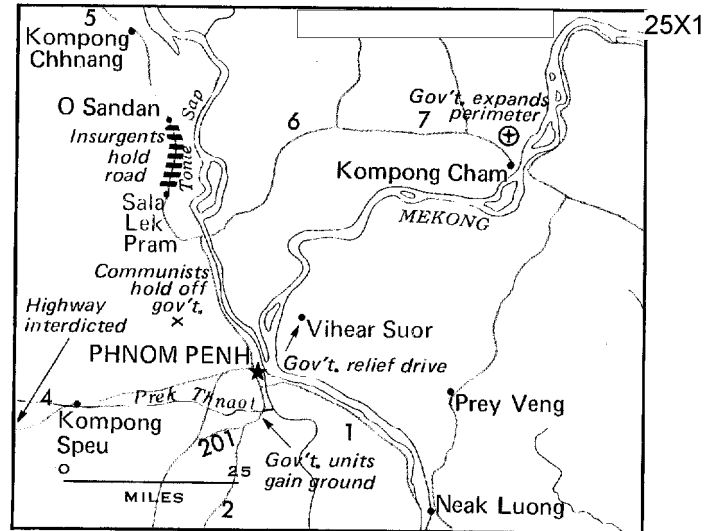 25X1
5
Kompong
Chhnang
O Sandan
Insurgents
hold
road
Tonle Sap
Sala
Lek
Pram
6
7
Gov't. expands
perimeter
Kompong Cham
MEKONG
Communists
hold off
gov't.
x
Highway
interdicted
Vihear Suor
PHNOM PENH
Gov't. relief drive
4
Prek Thnaot
Kompong
Speu
201
1
Prey Veng
Gov't. units
gain ground
0 25
MILES
2
Neak Luong